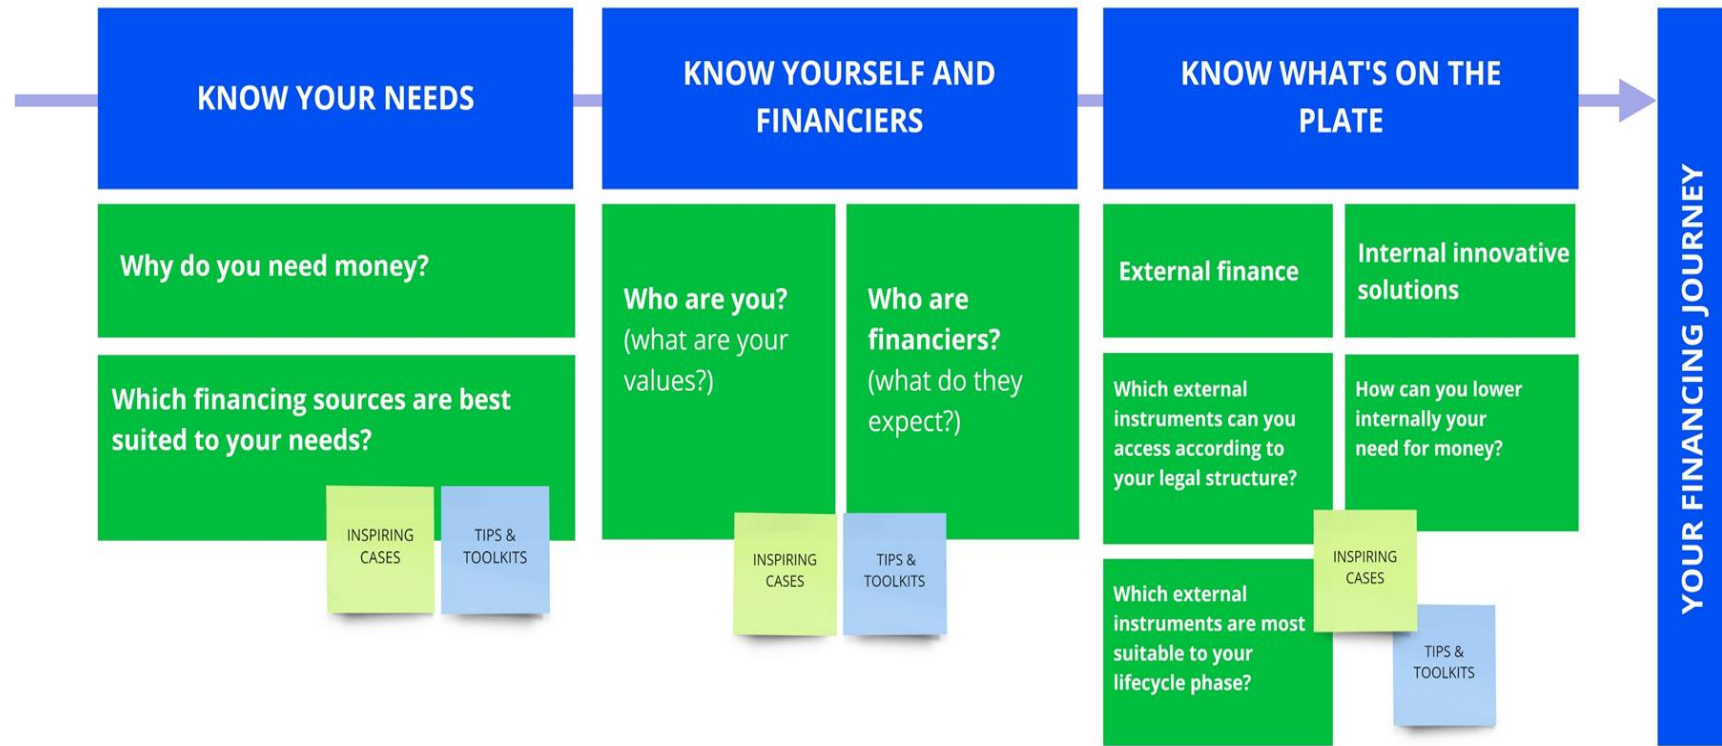 KNOW YOUR NEEDS
Why do you need money?
Which financing sources are best
suited to your needs?
INSPIRING
CASES
TIPS &
TOOLKITS
KNOW YOURSELF AND
FINANCIERS
Who are you?
(what are your
values?)
Who are
financiers?
(what do they
expect?)
INSPIRING
CASES
TIPS &
TOOLKITS
KNOW WHAT'S ON THE
PLATE
External finance
Which external
instruments can you
access according to
your legal structure?
Which external
instruments are most
suitable to your
lifecycle phase?
Internal innovative
solutions
How can you lower
internally your
need for money?
INSPIRING
CASES
TIPS &
TOOLKITS
YOUR FINANCING JOURNEY